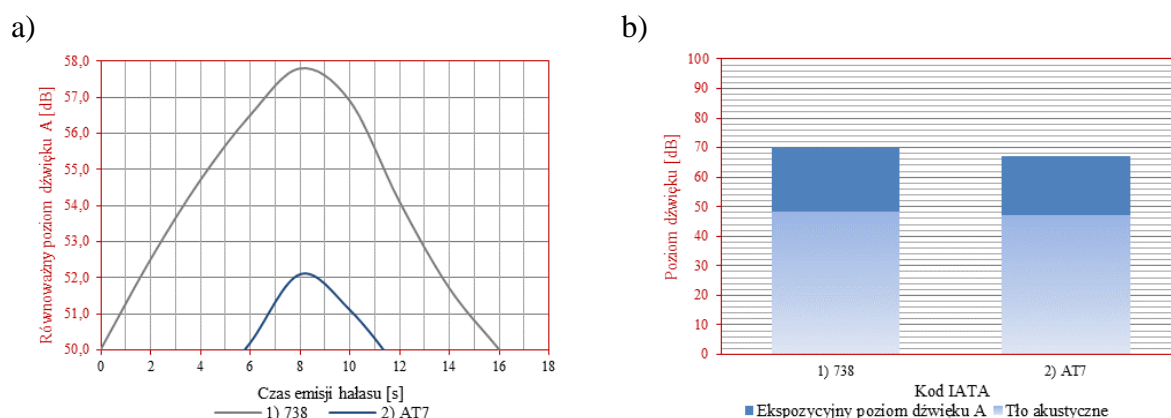 a)
Równoważny poziom dźwięku A [dB]
58,0
57,0
56,0
55,0
54,0
53,0
52,0
51,0
50,0
0 2 4 6 8 10 12 14 16 18
Czas emisji hałasu [s]
1) 738 2) AT7
b)
Poziom dźwięku [dB]
100
90
80
70
60
50
40
30
20
10
0
1) 738 2) AT7
Kod IATA
Ekspozycyjny poziom dźwięku A Tło akustyczne